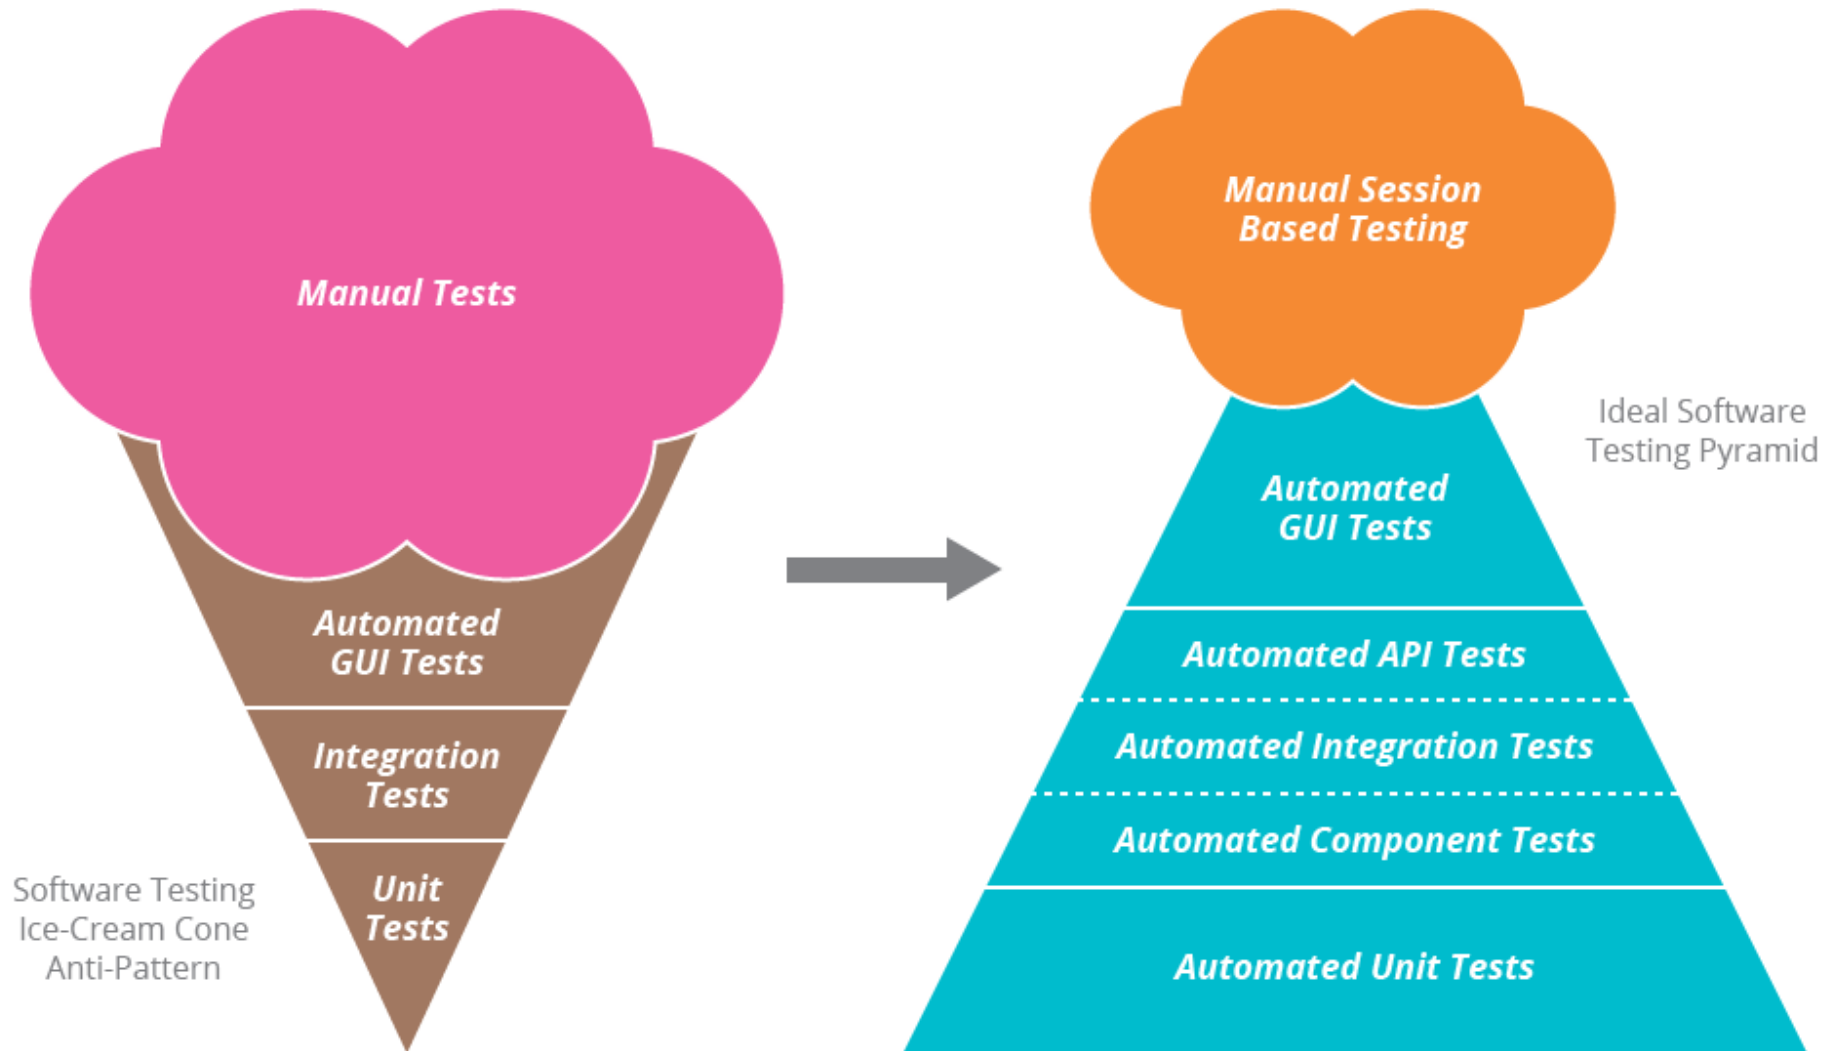 Manual Tests
Automated
GUI Tests
Integration
Tests
Unit
Tests
Software Testing
Ice-Cream Cone
Anti-Pattern
Manual Session
Based Testing
Ideal Software
Testing Pyramid
Automated
GUI Tests
Automated API Tests
Automated Integration Tests
Automated Component Tests
Automated Unit Tests